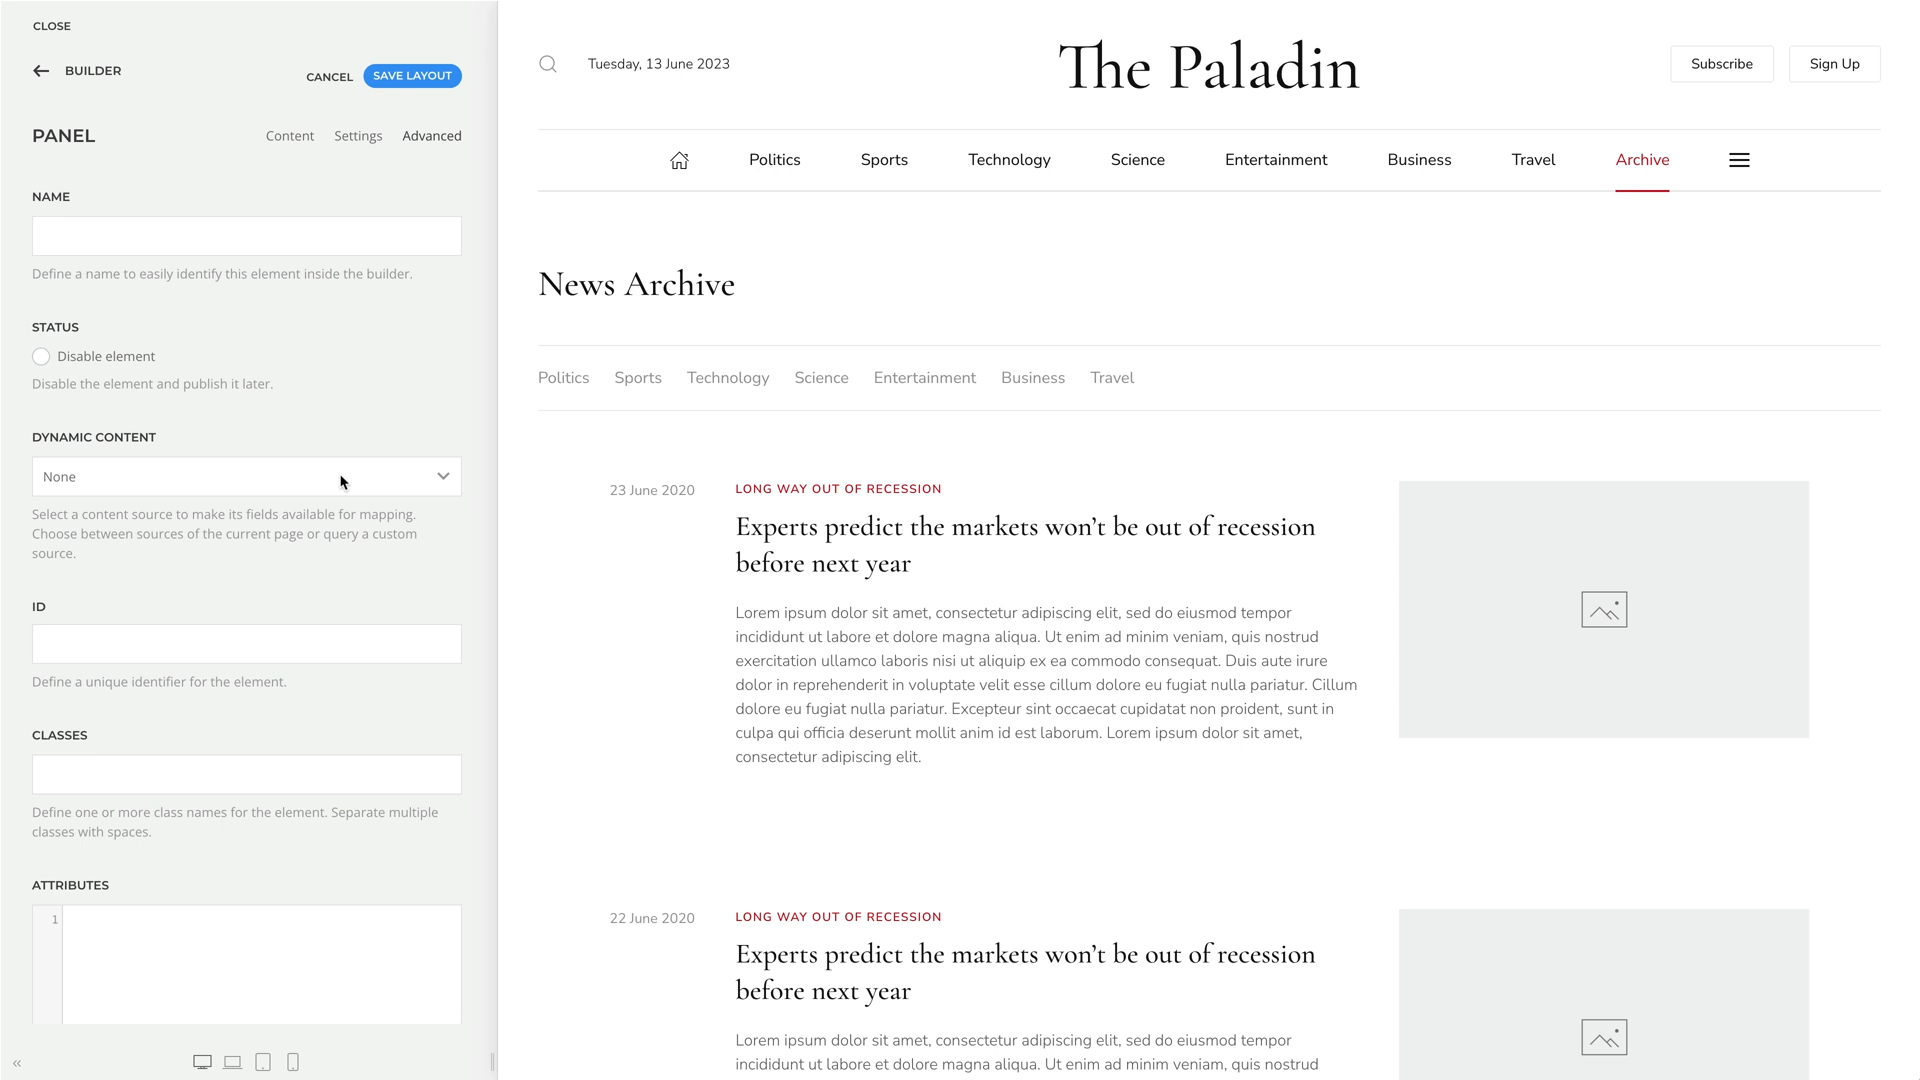 CLOSE
BUILDER
CANCEL
SAVE LAYOUT
PANEL
Content
Settings
Advanced
NAME
Define a name to easily identify this element inside the builder.
STATUS
Disable element
Disable the element and publish it later.
DYNAMIC CONTENT
None
Select a content source to make its fields available for mapping.
Choose between sources of the current page or query a custom
source.
ID
Define a unique identifier for the element.
CLASSES
Define one or more class names for the element. Separate multiple
classes with spaces.
ATTRIBUTES
1
Tuesday, 13 June 2023
The Paladin
Subscribe
Sign Up
Politics
Sports
Technology
Science
Entertainment
Business
Travel
Archive
News Archive
Politics
Sports
Technology
Science
Entertainment
Business
Travel
23 June 2020
LONG WAY OUT OF RECESSION
Experts predict the markets won’t be out of recession
before next year
Lorem ipsum dolor sit amet, consectetur adipiscing elit, sed do eiusmod tempor
incididunt ut labore et dolore magna aliqua. Ut enim ad minim veniam, quis nostrud
exercitation ullamco laboris nisi ut aliquip ex ea commodo consequat. Duis aute irure
dolor in reprehenderit in voluptate velit esse cillum dolore eu fugiat nulla pariatur. Cillum
dolore eu fugiat nulla pariatur. Excepteur sint occaecat cupidatat non proident, sunt in
culpa qui officia deserunt mollit anim id est laborum. Lorem ipsum dolor sit amet,
consectetur adipiscing elit.
22 June 2020
LONG WAY OUT OF RECESSION
Experts predict the markets won’t be out of recession
before next year
Lorem ipsum dolor sit amet, consectetur adipiscing elit, sed do eiusmod tempor
incididunt ut labore et dolore magna aliqua. Ut enim ad minim veniam, quis nostrud